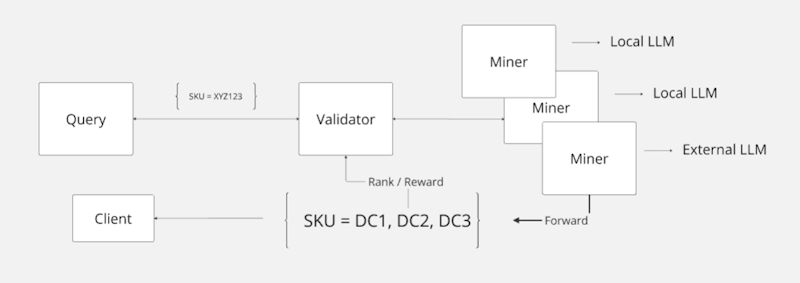 Miner
Local LLM
Query
{ SKU = XYZ123 }
Validator
Miner
Local LLM
Miner
External LLM
Rank / Reward
Client
{ SKU = DC1, DC2, DC3 }
Forward